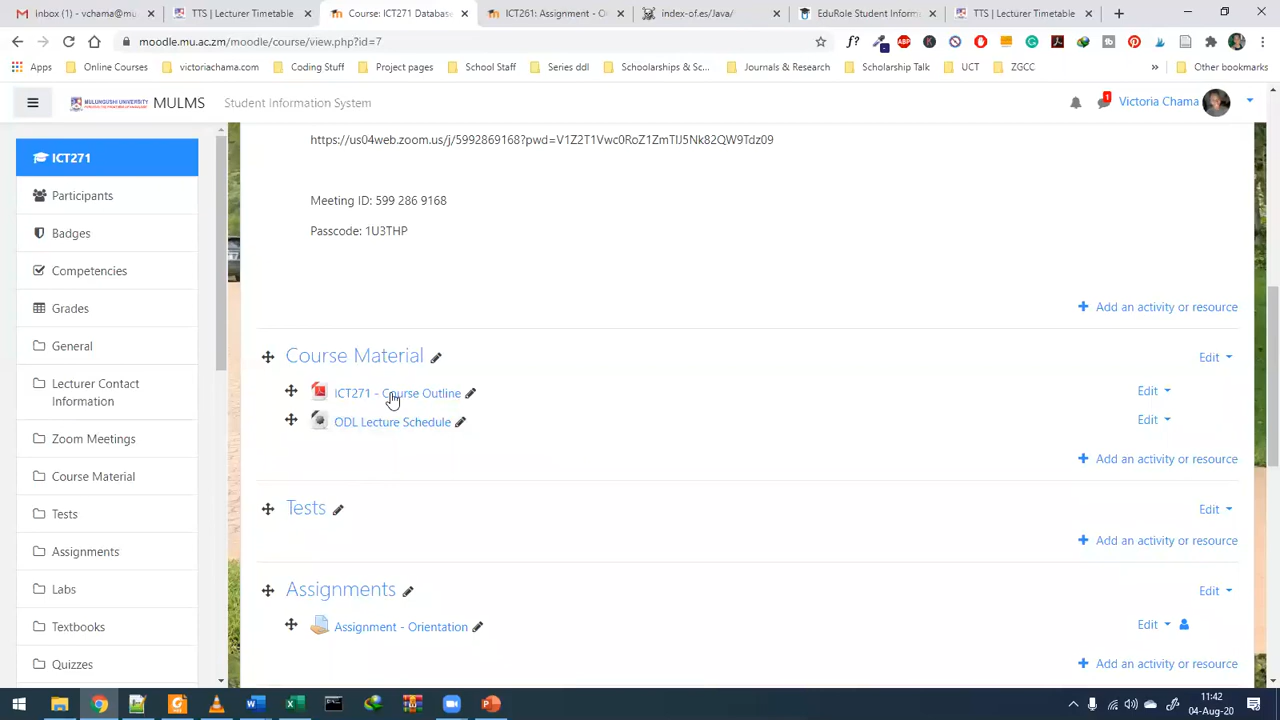 ICT271 Database
ICT261: Assignment - O
index-of.es/Java/
EduRole Student Inform
TTS | Lecturer Timetable
TTS | Lecturer Timetable
moodle.mu.ac.zm/moodle/course/view.php?id=7
Apps
Online Courses
victoriachama.com
Coding Stuff
Project pages
School Staff
Series ddl
Scholarships & Sc...
Journals & Research
Scholarship Talk
UCT
ZGCC
»
Other bookmarks
MULUNGUSHI UNIVERSITY
MULMS
Student Information System
1
Victoria Chama
ICT271
Participants
Badges
Competencies
Grades
General
Lecturer Contact
Information
Zoom Meetings
Course Material
Tests
Assignments
Labs
Textbooks
Quizzes
https://us04web.zoom.us/j/5992869168?pwd=V1Z2T1Vwc0RoZ1ZmTlJ5Nk82QW9Tdz09
Meeting ID: 599 286 9168
Passcode: 1U3THP
+ Add an activity or resource
Course Material
Edit
ICT271 - Course Outline
Edit
ODL Lecture Schedule
Edit
+ Add an activity or resource
Tests
Edit
+ Add an activity or resource
Assignments
Edit
Assignment - Orientation
Edit
+ Add an activity or resource
11:42
04-Aug-20